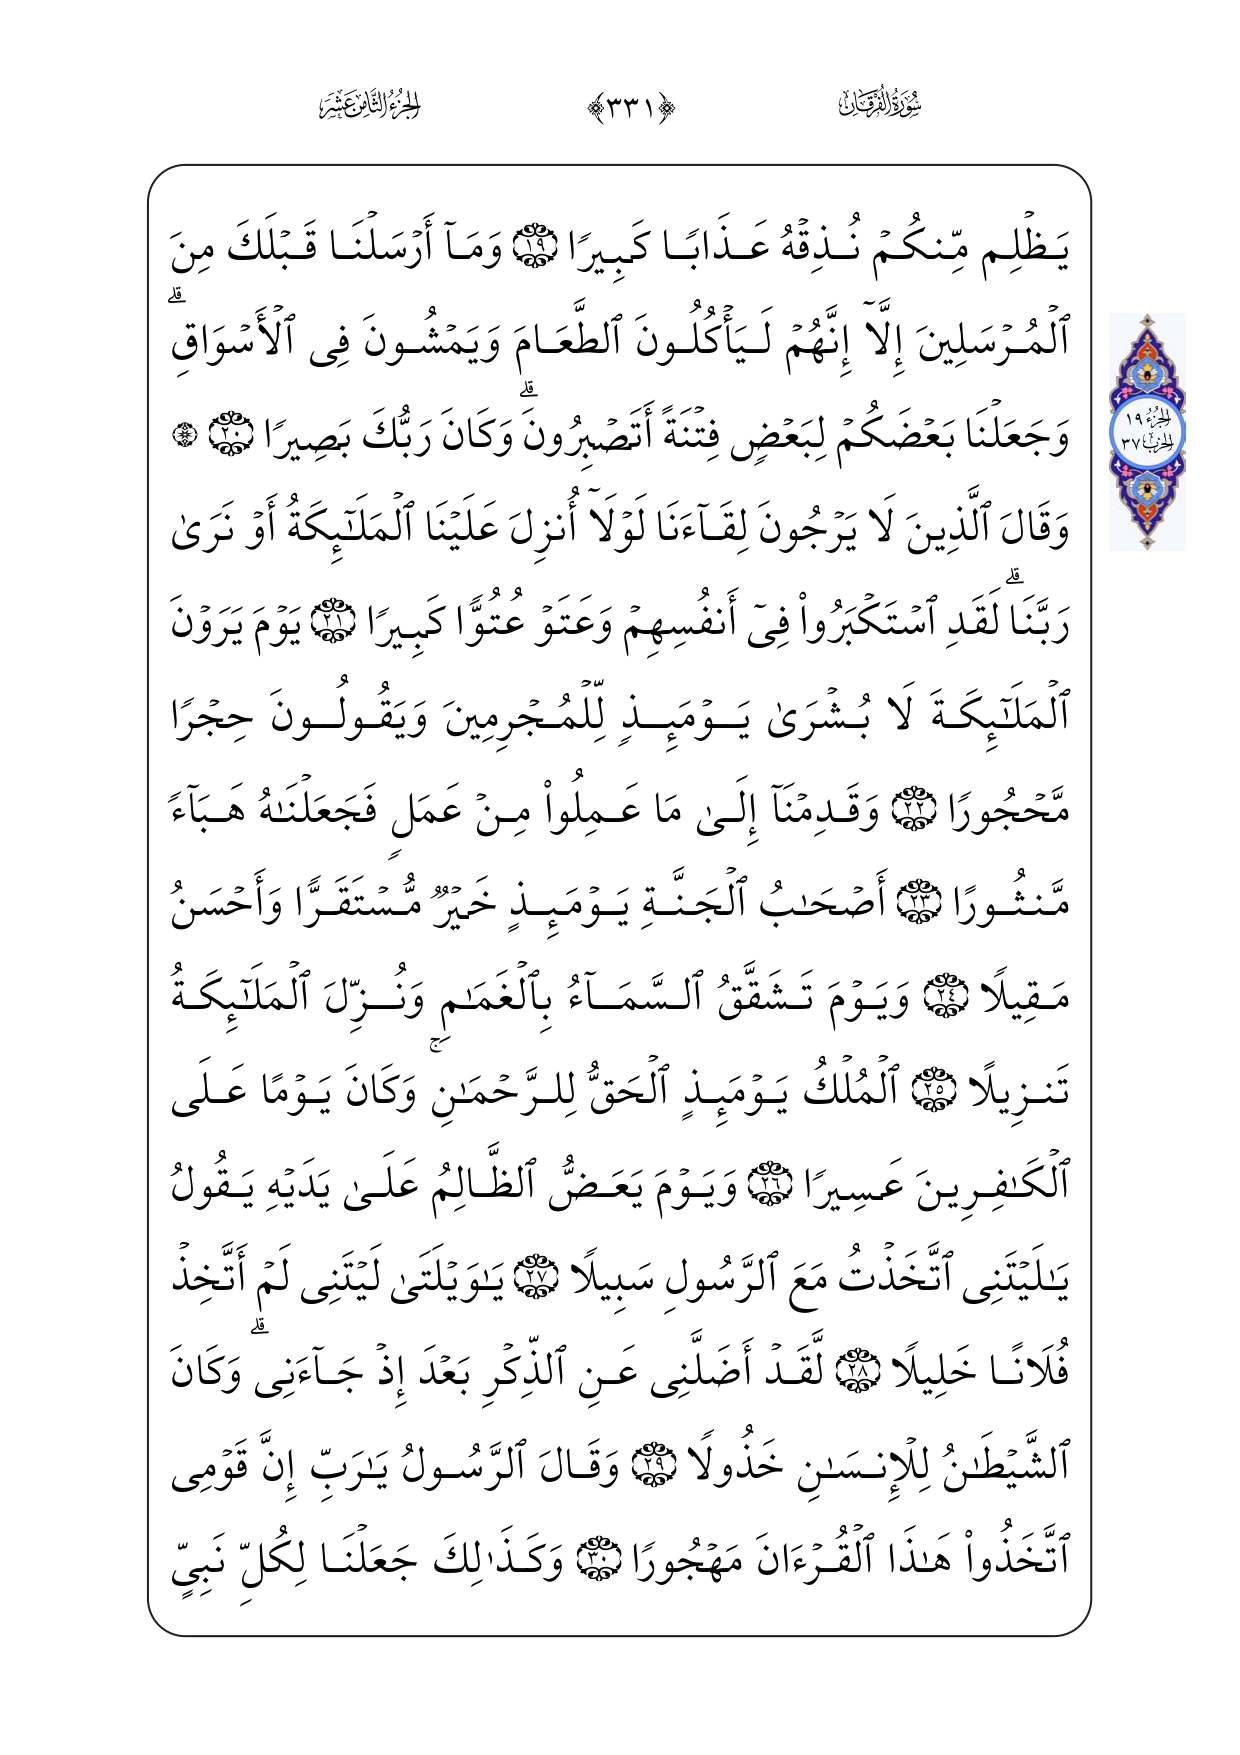 سُورَةُ الْفُرْقَانِ ﴿٣٣١﴾ الجُزْءُ الثَّامِنَ عَشَرَ
يَظۡلِم مِّنكُمۡ نُذِقۡهُ عَذَابٗا كَبِيرٗا ١٩ وَمَآ أَرۡسَلۡنَا قَبۡلَكَ مِنَ
ٱلۡمُرۡسَلِينَ إِلَّآ إِنَّهُمۡ لَيَأۡكُلُونَ ٱلطَّعَامَ وَيَمۡشُونَ فِي ٱلۡأَسۡوَاقِۗ
وَجَعَلۡنَا بَعۡضَكُمۡ لِبَعۡضٖ فِتۡنَةً أَتَصۡبِرُونَۗ وَكَانَ رَبُّكَ بَصِيرٗا ٢٠ ۞
الجُزْءُ ١٩
الحِزْبُ ٣٧
وَقَالَ ٱلَّذِينَ لَا يَرۡجُونَ لِقَآءَنَا لَوۡلَآ أُنزِلَ عَلَيۡنَا ٱلۡمَلَٰٓئِكَةُ أَوۡ نَرَىٰ
رَبَّنَاۗ لَقَدِ ٱسۡتَكۡبَرُواْ فِيٓ أَنفُسِهِمۡ وَعَتَوۡ عُتُوّٗا كَبِيرٗا ٢١ يَوۡمَ يَرَوۡنَ
ٱلۡمَلَٰٓئِكَةَ لَا بُشۡرَىٰ يَوۡمَئِذٖ لِّلۡمُجۡرِمِينَ وَيَقُولُونَ حِجۡرٗا
مَّحۡجُورٗا ٢٢ وَقَدِمۡنَآ إِلَىٰ مَا عَمِلُواْ مِنۡ عَمَلٖ فَجَعَلۡنَٰهُ هَبَآءٗ
مَّنثُورًا ٢٣ أَصۡحَٰبُ ٱلۡجَنَّةِ يَوۡمَئِذٍ خَيۡرٞ مُّسۡتَقَرّٗا وَأَحۡسَنُ
مَقِيلٗا ٢٤ وَيَوۡمَ تَشَقَّقُ ٱلسَّمَآءُ بِٱلۡغَمَٰمِ وَنُزِّلَ ٱلۡمَلَٰٓئِكَةُ
تَنزِيلًا ٢٥ ٱلۡمُلۡكُ يَوۡمَئِذٍ ٱلۡحَقُّ لِلرَّحۡمَٰنِۚ وَكَانَ يَوۡمًا عَلَى
ٱلۡكَٰفِرِينَ عَسِيرٗا ٢٦ وَيَوۡمَ يَعَضُّ ٱلظَّالِمُ عَلَىٰ يَدَيۡهِ يَقُولُ
يَٰلَيۡتَنِي ٱتَّخَذۡتُ مَعَ ٱلرَّسُولِ سَبِيلٗا ٢٧ يَٰوَيۡلَتَىٰ لَيۡتَنِي لَمۡ أَتَّخِذۡ
فُلَانًا خَلِيلٗا ٢٨ لَّقَدۡ أَضَلَّنِي عَنِ ٱلذِّكۡرِ بَعۡدَ إِذۡ جَآءَنِيۗ وَكَانَ
ٱلشَّيۡطَٰنُ لِلۡإِنسَٰنِ خَذُولٗا ٢٩ وَقَالَ ٱلرَّسُولُ يَٰرَبِّ إِنَّ قَوۡمِي
ٱتَّخَذُواْ هَٰذَا ٱلۡقُرۡءَانَ مَهۡجُورٗا ٣٠ وَكَذَٰلِكَ جَعَلۡنَا لِكُلِّ نَبِيٍّ